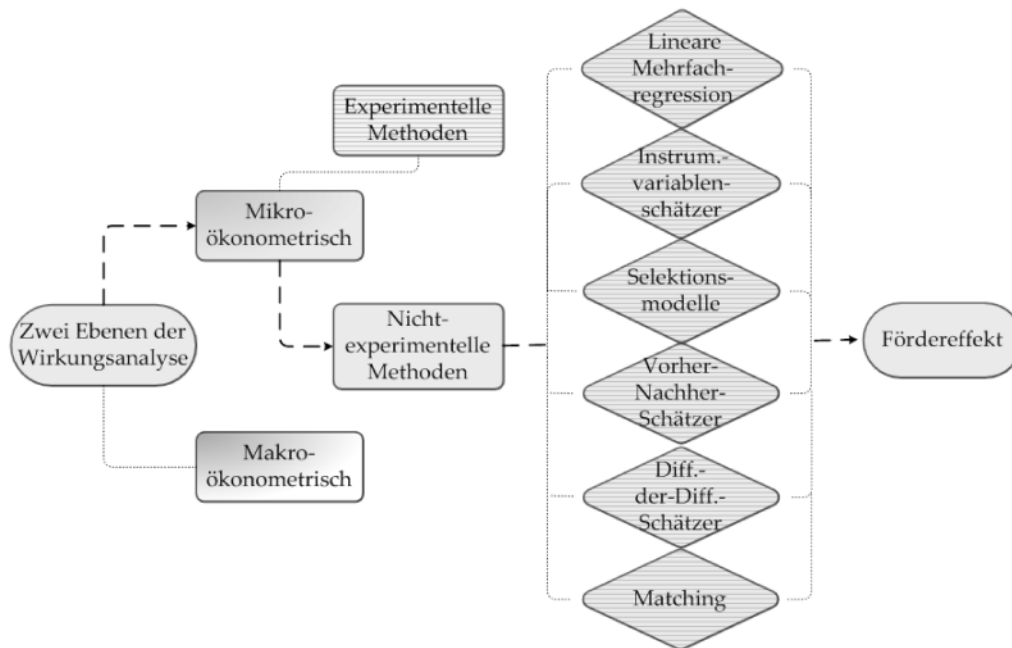 Zwei Ebenen der
Wirkungsanalyse
Mikro-
ökonometrisch
Makro-
ökonometrisch
Experimentelle
Methoden
Nicht-
experimentelle
Methoden
Lineare
Mehrfach-
regression
Instrum.-
variablen-
schätzer
Selektions-
modelle
Vorher-
Nachher-
Schätzer
Diff.-
der-Diff.-
Schätzer
Matching
Fördereffekt